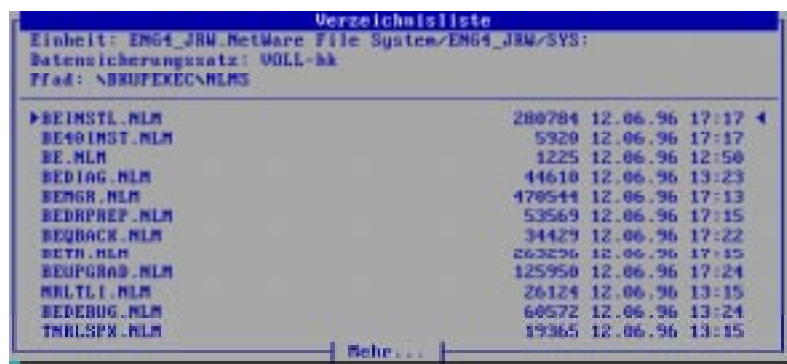 Verzeichnisliste
Einheit: ENG4_JRW.NetWare File System/ENG4_JRW/SYS:
Datensicherungssatz: VOLL-bk
Pfad: \BKUPEXEC\NLMS
BEINSTL.NLM 280784 12.06.96 17:17
BE40INST.NLM 5920 12.06.96 17:17
BE.NLM 1225 12.06.96 12:50
BEDIAG.NLM 44610 12.06.96 13:23
BEMGR.NLM 470544 12.06.96 17:13
BEDRPREP.NLM 53569 12.06.96 17:15
BEQBACK.NLM 34429 12.06.96 17:22
BETR.NLM 263296 12.06.96 17:15
BEUPGRAD.NLM 125950 12.06.96 17:24
NRLTLI.NLM 26124 12.06.96 13:15
BEDEBUG.NLM 60572 12.06.96 13:24
TNRLSPX.NLM 19365 12.06.96 13:15
Mehr...